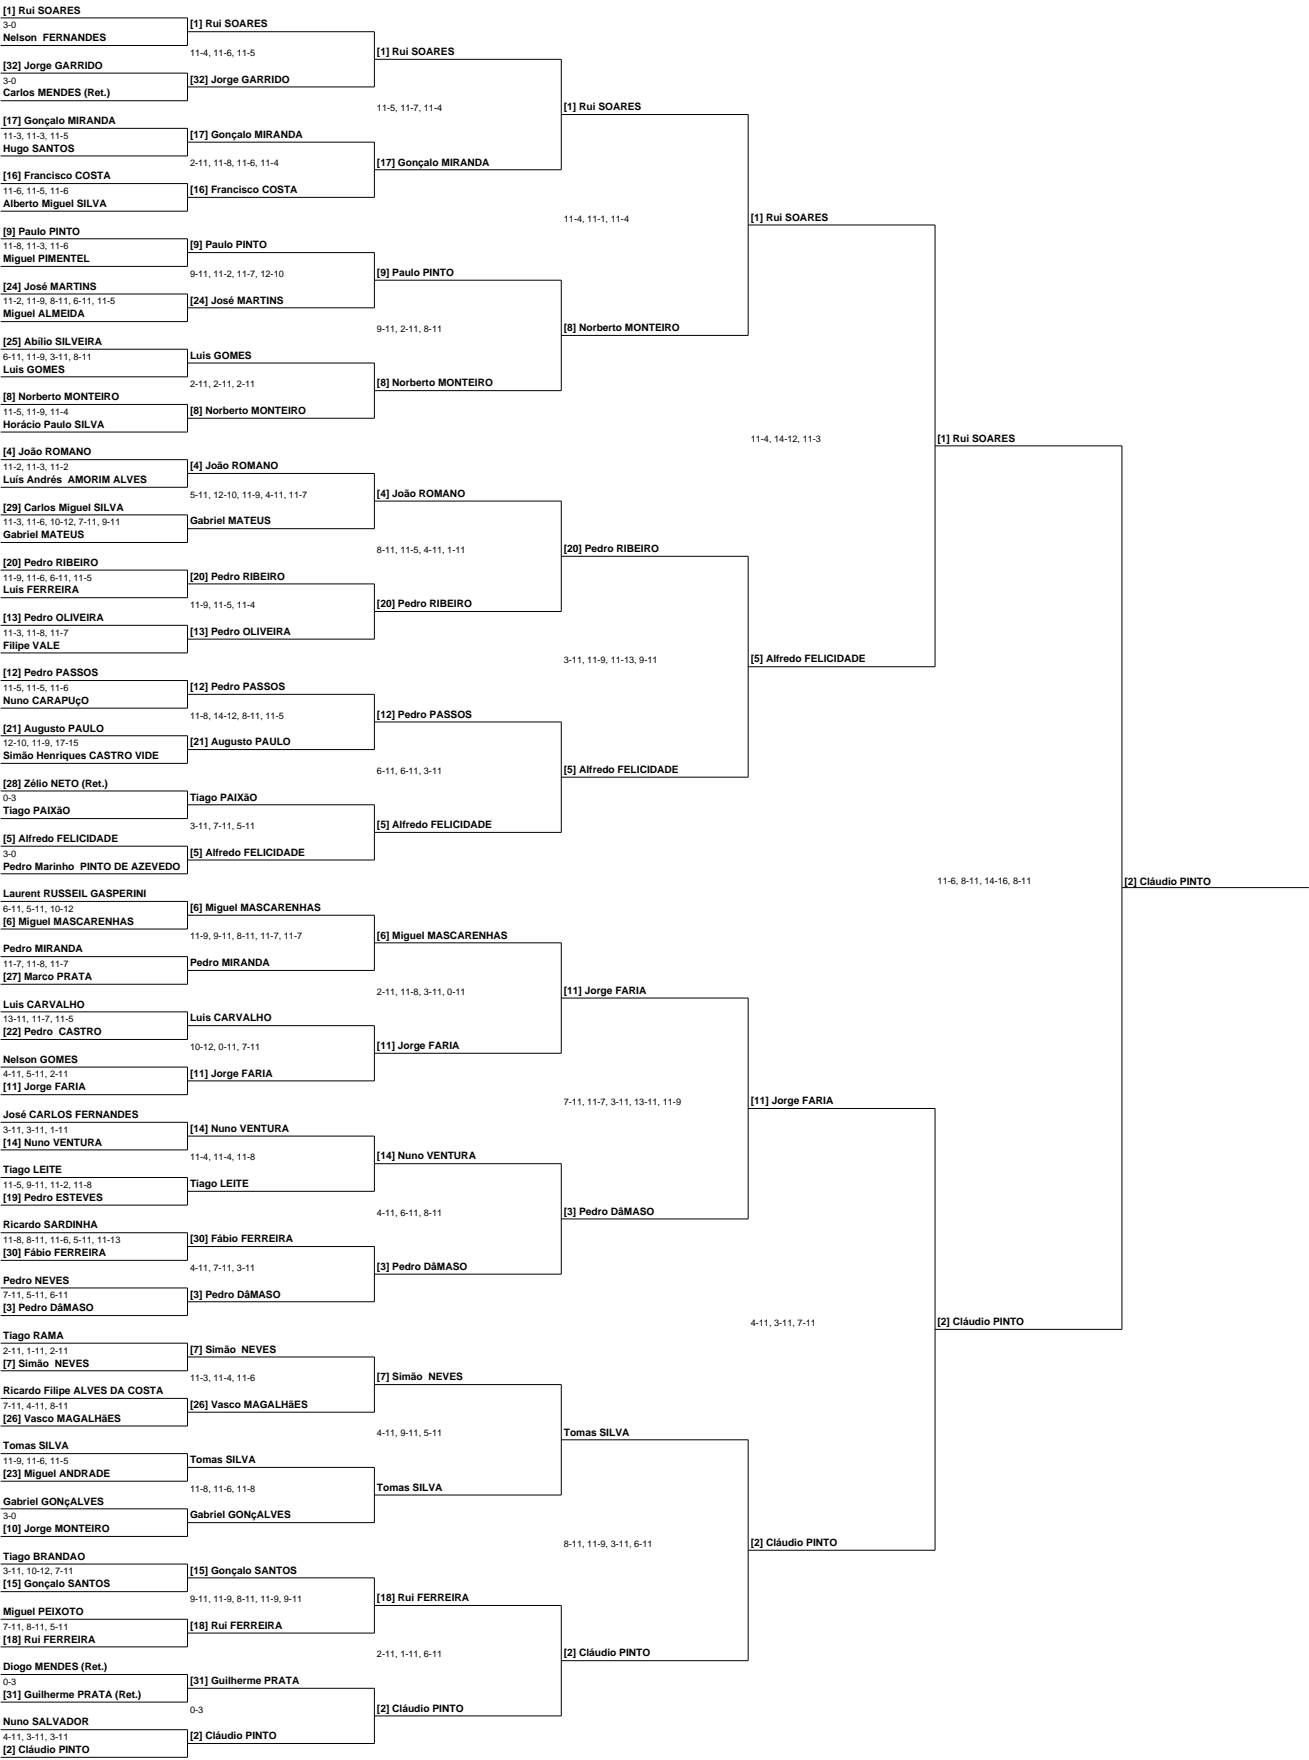 [1] Rui SOARES
3-0
[1] Rui SOARES
Nelson  FERNANDES
11-4, 11-6, 11-5
[1] Rui SOARES
[32] Jorge GARRIDO
3-0
[32] Jorge GARRIDO
Carlos MENDES (Ret.)
11-5, 11-7, 11-4
[1] Rui SOARES
[17] Gonçalo MIRANDA
11-3, 11-3, 11-5
[17] Gonçalo MIRANDA
Hugo SANTOS
2-11, 11-8, 11-6, 11-4
[17] Gonçalo MIRANDA
[16] Francisco COSTA
11-6, 11-5, 11-6
[16] Francisco COSTA
Alberto Miguel SILVA
11-4, 11-1, 11-4
[1] Rui SOARES
[9] Paulo PINTO
11-8, 11-3, 11-6
[9] Paulo PINTO
Miguel PIMENTEL
9-11, 11-2, 11-7, 12-10
[9] Paulo PINTO
[24] José MARTINS
11-2, 11-9, 8-11, 6-11, 11-5
[24] José MARTINS
Miguel ALMEIDA
9-11, 2-11, 8-11
[8] Norberto MONTEIRO
[25] Abílio SILVEIRA
6-11, 11-9, 3-11, 8-11
Luis GOMES
Luis GOMES
2-11, 2-11, 2-11
[8] Norberto MONTEIRO
[8] Norberto MONTEIRO
11-5, 11-9, 11-4
[8] Norberto MONTEIRO
Horácio Paulo SILVA
11-4, 14-12, 11-3
[1] Rui SOARES
[4] João ROMANO
11-2, 11-3, 11-2
[4] João ROMANO
Luís Andrés  AMORIM ALVES
5-11, 12-10, 11-9, 4-11, 11-7
[4] João ROMANO
[29] Carlos Miguel SILVA
11-3, 11-6, 10-12, 7-11, 9-11
Gabriel MATEUS
Gabriel MATEUS
8-11, 11-5, 4-11, 1-11
[20] Pedro RIBEIRO
[20] Pedro RIBEIRO
11-9, 11-6, 6-11, 11-5
[20] Pedro RIBEIRO
Luis FERREIRA
11-9, 11-5, 11-4
[20] Pedro RIBEIRO
[13] Pedro OLIVEIRA
11-3, 11-8, 11-7
[13] Pedro OLIVEIRA
Filipe VALE
3-11, 11-9, 11-13, 9-11
[5] Alfredo FELICIDADE
[12] Pedro PASSOS
11-5, 11-5, 11-6
[12] Pedro PASSOS
Nuno CARAPUçO
11-8, 14-12, 8-11, 11-5
[12] Pedro PASSOS
[21] Augusto PAULO
12-10, 11-9, 17-15
[21] Augusto PAULO
Simão Henriques CASTRO VIDE
6-11, 6-11, 3-11
[5] Alfredo FELICIDADE
[28] Zélio NETO (Ret.)
0-3
Tiago PAIXãO
Tiago PAIXãO
3-11, 7-11, 5-11
[5] Alfredo FELICIDADE
[5] Alfredo FELICIDADE
3-0
[5] Alfredo FELICIDADE
Pedro Marinho  PINTO DE AZEVEDO
11-6, 8-11, 14-16, 8-11
[2] Cláudio PINTO
Laurent RUSSEIL GASPERINI
6-11, 5-11, 10-12
[6] Miguel MASCARENHAS
[6] Miguel MASCARENHAS
11-9, 9-11, 8-11, 11-7, 11-7
[6] Miguel MASCARENHAS
Pedro MIRANDA
11-7, 11-8, 11-7
Pedro MIRANDA
[27] Marco PRATA
2-11, 11-8, 3-11, 0-11
[11] Jorge FARIA
Luis CARVALHO
13-11, 11-7, 11-5
Luis CARVALHO
[22] Pedro  CASTRO
10-12, 0-11, 7-11
[11] Jorge FARIA
Nelson GOMES
4-11, 5-11, 2-11
[11] Jorge FARIA
[11] Jorge FARIA
7-11, 11-7, 3-11, 13-11, 11-9
[11] Jorge FARIA
José CARLOS FERNANDES
3-11, 3-11, 1-11
[14] Nuno VENTURA
[14] Nuno VENTURA
11-4, 11-4, 11-8
[14] Nuno VENTURA
Tiago LEITE
11-5, 9-11, 11-2, 11-8
Tiago LEITE
[19] Pedro ESTEVES
4-11, 6-11, 8-11
[3] Pedro DâMASO
Ricardo SARDINHA
11-8, 8-11, 11-6, 5-11, 11-13
[30] Fábio FERREIRA
[30] Fábio FERREIRA
4-11, 7-11, 3-11
[3] Pedro DâMASO
Pedro NEVES
7-11, 5-11, 6-11
[3] Pedro DâMASO
[3] Pedro DâMASO
4-11, 3-11, 7-11
[2] Cláudio PINTO
Tiago RAMA
2-11, 1-11, 2-11
[7] Simão  NEVES
[7] Simão  NEVES
11-3, 11-4, 11-6
[7] Simão  NEVES
Ricardo Filipe ALVES DA COSTA
7-11, 4-11, 8-11
[26] Vasco MAGALHãES
[26] Vasco MAGALHãES
4-11, 9-11, 5-11
Tomas SILVA
Tomas SILVA
11-9, 11-6, 11-5
Tomas SILVA
[23] Miguel ANDRADE
11-8, 11-6, 11-8
Tomas SILVA
Gabriel GONçALVES
3-0
Gabriel GONçALVES
[10] Jorge MONTEIRO
8-11, 11-9, 3-11, 6-11
[2] Cláudio PINTO
Tiago BRANDAO
3-11, 10-12, 7-11
[15] Gonçalo SANTOS
[15] Gonçalo SANTOS
9-11, 11-9, 8-11, 11-9, 9-11
[18] Rui FERREIRA
Miguel PEIXOTO
7-11, 8-11, 5-11
[18] Rui FERREIRA
[18] Rui FERREIRA
2-11, 1-11, 6-11
[2] Cláudio PINTO
Diogo MENDES (Ret.)
0-3
[31] Guilherme PRATA
[31] Guilherme PRATA (Ret.)
0-3
[2] Cláudio PINTO
Nuno SALVADOR
4-11, 3-11, 3-11
[2] Cláudio PINTO
[2] Cláudio PINTO